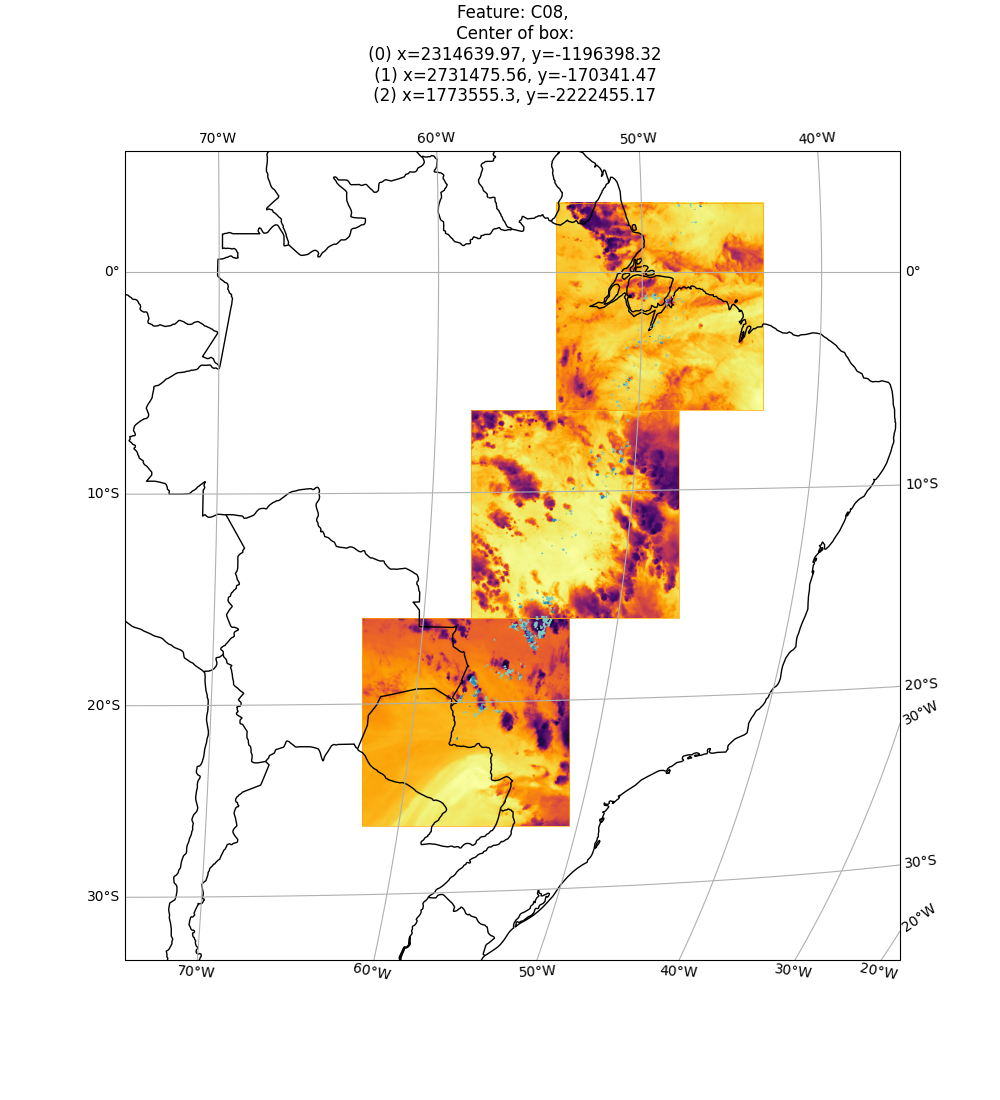 Feature: C08,
Center of box:
(0) x=2314639.97, y=-1196398.32
(1) x=2731475.56, y=-170341.47
(2) x=1773555.3, y=-2222455.17
70°W 60°W 50°W 40°W
0° 0°
10°S 10°S
20°S 20°S
30°W
30°S 30°S
20°W
70°W 60°W 50°W 40°W 30°W 20°W